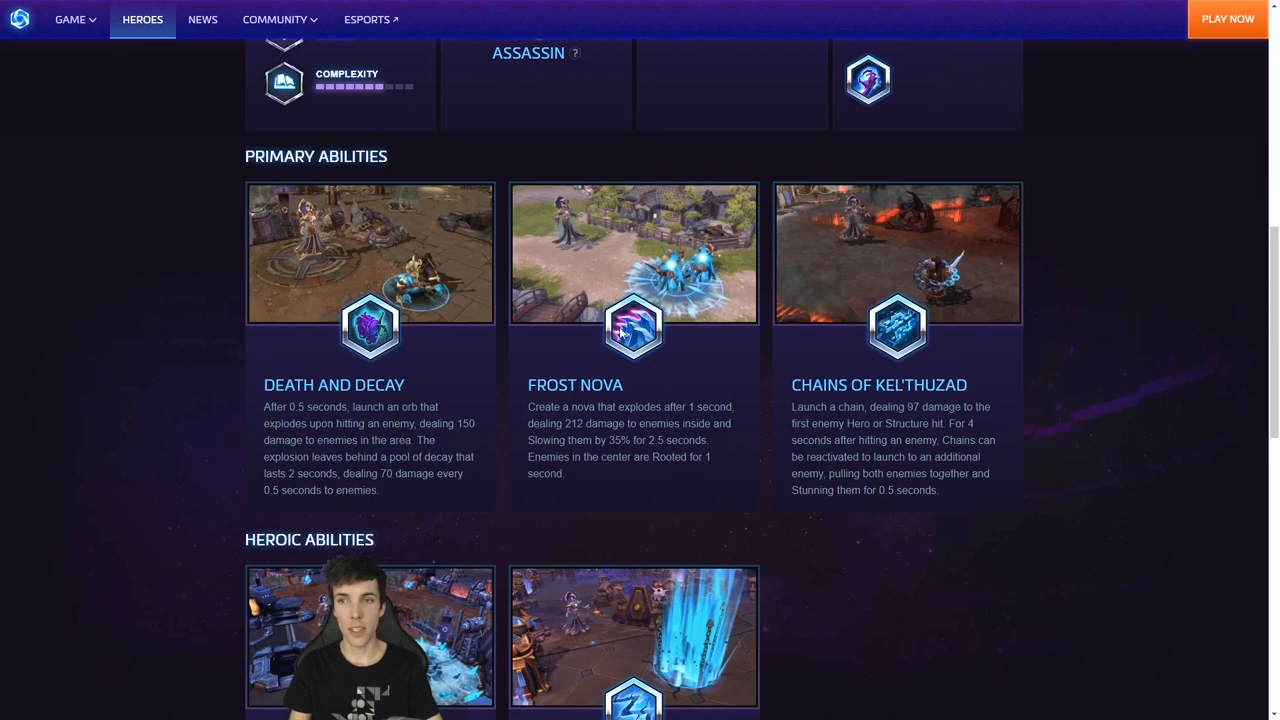 GAME
HEROES
NEWS
COMMUNITY
ESPORTS
PLAY NOW
ASSASSIN ?
COMPLEXITY
PRIMARY ABILITIES
DEATH AND DECAY
After 0.5 seconds, launch an orb that
explodes upon hitting an enemy, dealing 150
damage to enemies in the area. The
explosion leaves behind a pool of decay that
lasts 2 seconds, dealing 70 damage every
0.5 seconds to enemies.
FROST NOVA
Create a nova that explodes after 1 second,
dealing 212 damage to enemies inside and
Slowing them by 35% for 2.5 seconds.
Enemies in the center are Rooted for 1
second.
CHAINS OF KEL'THUZAD
Launch a chain, dealing 97 damage to the
first enemy Hero or Structure hit. For 4
seconds after hitting an enemy, Chains can
be reactivated to launch to an additional
enemy, pulling both enemies together and
Stunning them for 0.5 seconds.
HEROIC ABILITIES